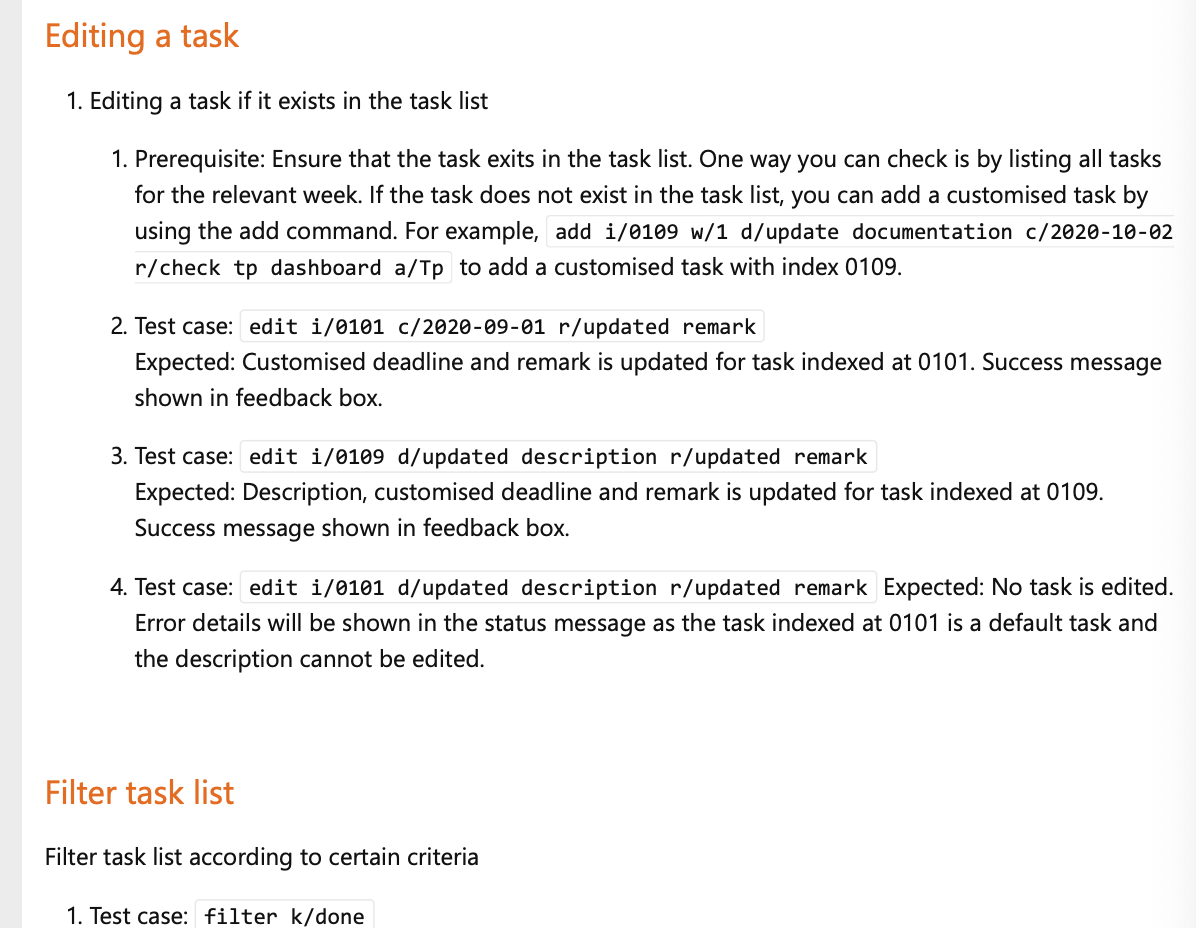 Editing a task
1. Editing a task if it exists in the task list
1. Prerequisite: Ensure that the task exits in the task list. One way you can check is by listing all tasks
for the relevant week. If the task does not exist in the task list, you can add a customised task by
using the add command. For example, add i/0109 w/1 d/update documentation c/2020-10-02
r/check tp dashboard a/Tp to add a customised task with index 0109.
2. Test case: edit i/0101 c/2020-09-01 r/updated remark
Expected: Customised deadline and remark is updated for task indexed at 0101. Success message
shown in feedback box.
3. Test case: edit i/0109 d/updated description r/updated remark
Expected: Description, customised deadline and remark is updated for task indexed at 0109.
Success message shown in feedback box.
4. Test case: edit i/0101 d/updated description r/updated remark Expected: No task is edited.
Error details will be shown in the status message as the task indexed at 0101 is a default task and
the description cannot be edited.
Filter task list
Filter task list according to certain criteria
1. Test case: filter k/done